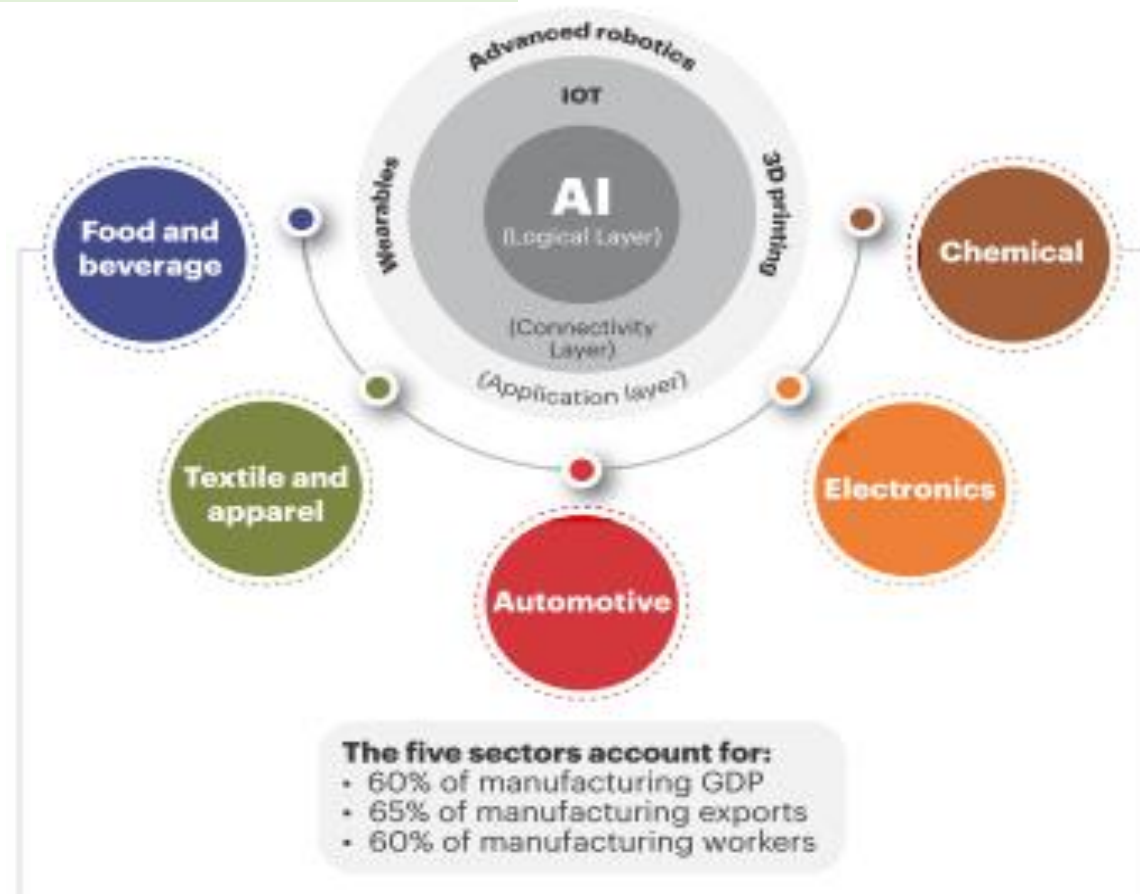 Advanced robotics
IOT
Wearables
3D printing
AI
(Logical Layer)
(Connectivity
Layer)
(Application layer)
Food and
beverage
Chemical
Textile and
apparel
Electronics
Automotive
The five sectors account for:
• 60% of manufacturing GDP
• 65% of manufacturing exports
• 60% of manufacturing workers